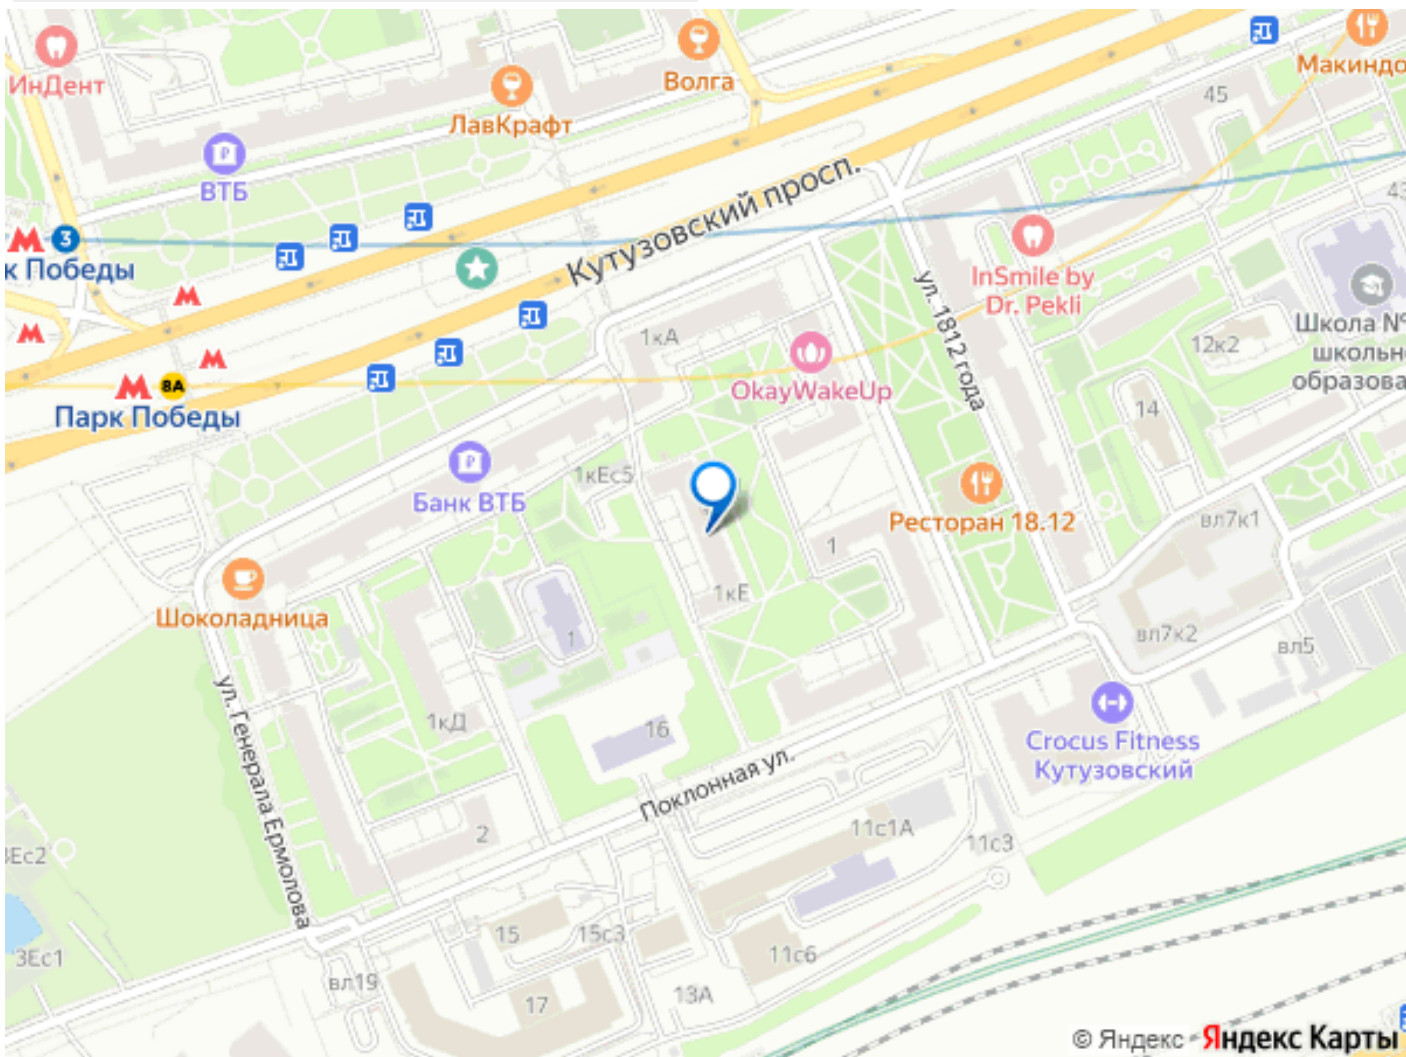 ИнДент
Волга
ЛавКрафт
Макиндо
45
ВТБ
Кутузовский просп.
43
3
к Победы
InSmile by
Dr. Pekli
ул. 1812 года
Школа №
школьн
образова
1кА
12к2
8А
Парк Победы
OkayWakeUp
14
1кЕс5
Банк ВТБ
Ресторан 18.12
вл7к1
1
Шоколадница
1кЕ
1
вл7к2
вл5
ул. Генерала Ермолова
1кД
16
Crocus Fitness
Кутузовский
Поклонная ул.
2
11с1А
11с3
3Ес2
15
15с3
11с6
3Ес1
вл19
17
13А
© Яндекс
Яндекс Карты